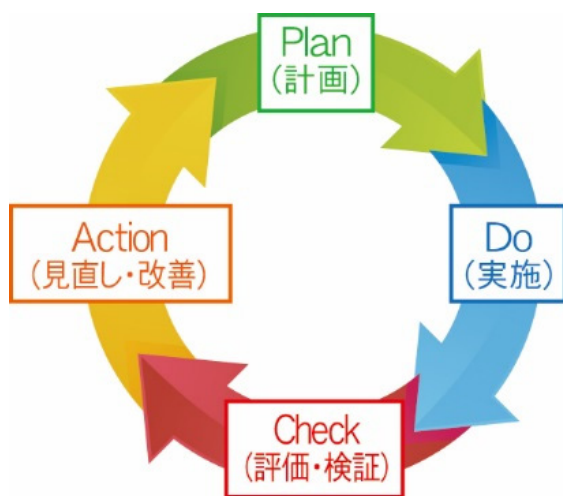 Plan
(計画)
Do
(実施)
Check
(評価・検証)
Action
(見直し・改善)